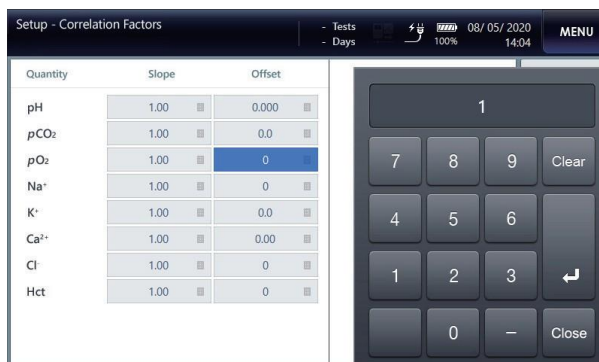 Setup - Correlation Factors
- Tests
- Days
100%
08/ 05/ 2020
14:04
MENU
Quantity Slope Offset
pH 1.00 0.000
pCO₂ 1.00 0.0
pO₂ 1.00 0
Na⁺ 1.00 0
K⁺ 1.00 0.0
Ca²⁺ 1.00 0.00
Cl⁻ 1.00 0
Hct 1.00 0
1
7 8 9 Clear
4 5 6
1 2 3
0 – Close